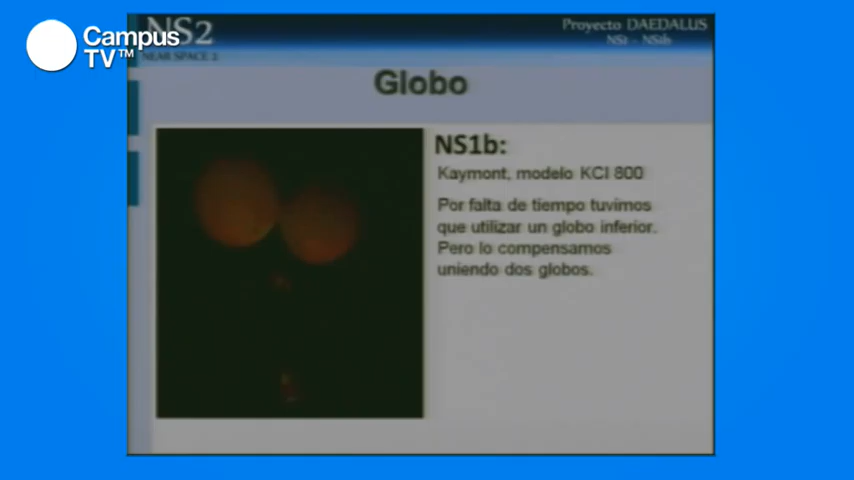 Campus
TV™
NS2
NEAR SPACE 2
Proyecto DAEDALUS
NS1 - NS1b
Globo
NS1b:
Kaymont, modelo KCI 800
Por falta de tiempo tuvimos
que utilizar un globo inferior.
Pero lo compensamos
uniendo dos globos.